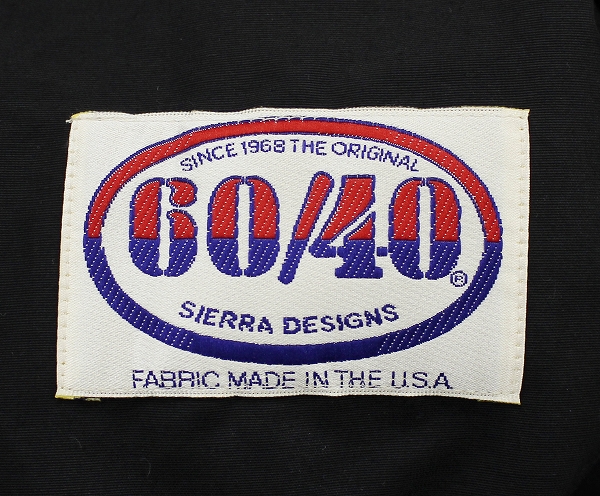 SINCE 1968 THE ORIGINAL
60/40
®
SIERRA DESIGNS
FABRIC MADE IN THE U.S.A.